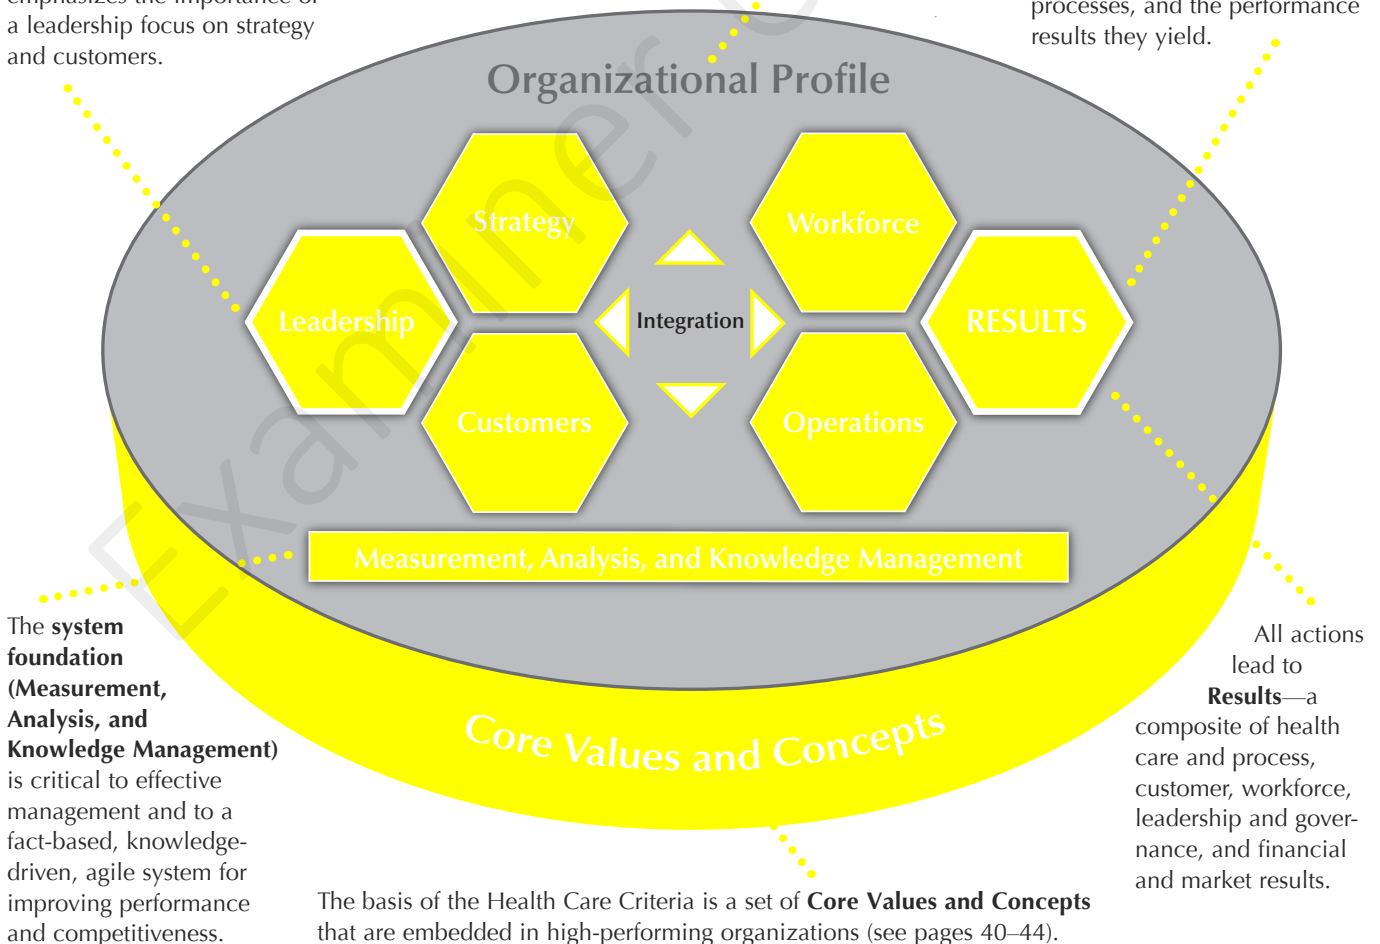 emphasizes the importance of
a leadership focus on strategy
and customers.
processes, and the performance
results they yield.
Organizational Profile
Strategy
Workforce
Leadership
Integration
RESULTS
Customers
Operations
Measurement, Analysis, and Knowledge Management
Core Values and Concepts
The system
foundation
(Measurement,
Analysis, and
Knowledge Management)
is critical to effective
management and to a
fact-based, knowledge-
driven, agile system for
improving performance
and competitiveness.
All actions
lead to
Results—a
composite of health
care and process,
customer, workforce,
leadership and gover-
nance, and financial
and market results.
The basis of the Health Care Criteria is a set of Core Values and Concepts
that are embedded in high-performing organizations (see pages 40–44).
Examiner